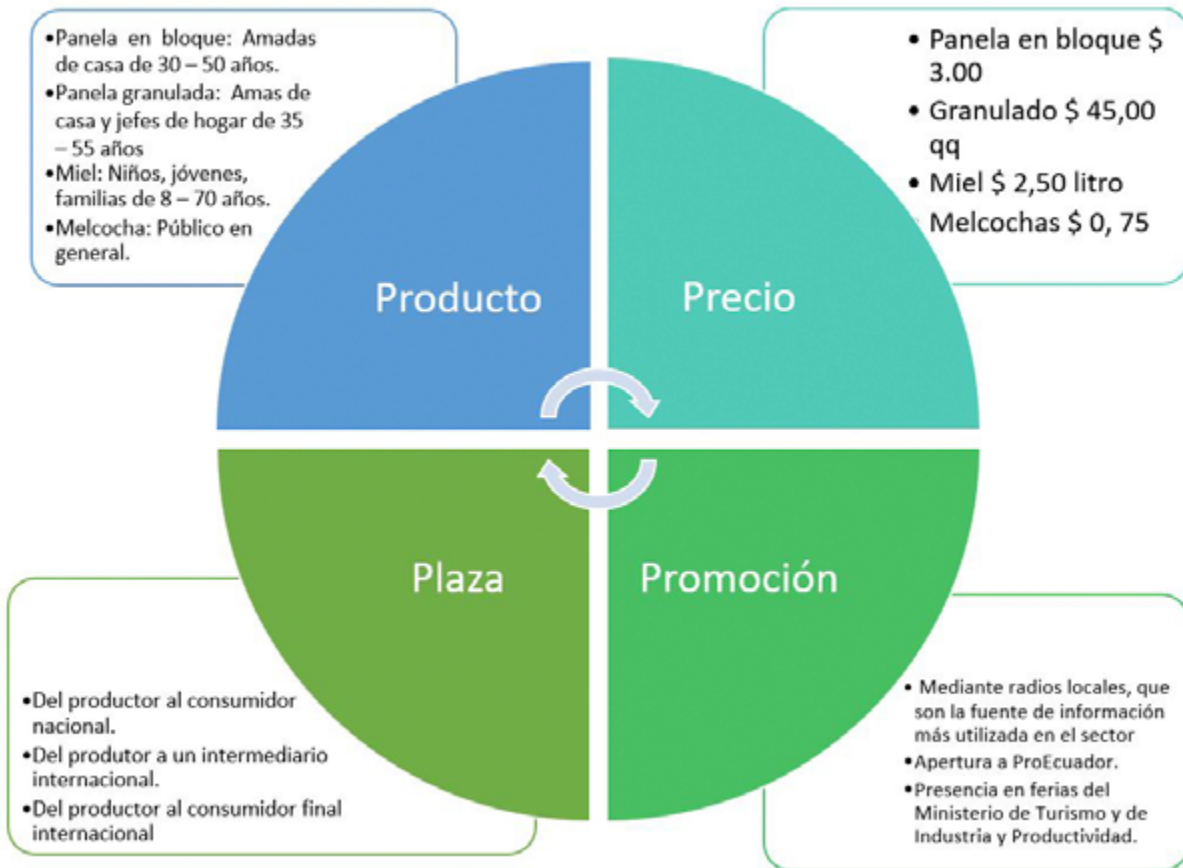 •Panela en bloque: Amadas
de casa de 30 – 50 años.
•Panela granulada: Amas de
casa y jefes de hogar de 35
– 55 años
•Miel: Niños, jóvenes,
familias de 8 – 70 años.
•Melcocha: Público en
general.
Producto
• Panela en bloque $
3.00
• Granulado $ 45,00
qq
• Miel $ 2,50 litro
• Melcochas $ 0, 75
Precio
Plaza
•Del productor al consumidor
nacional.
•Del produtor a un intermediario
internacional.
•Del productor al consumidor final
internacional
Promoción
• Mediante radios locales, que
son la fuente de información
más utilizada en el sector
•Apertura a ProEcuador.
•Presencia en ferias del
Ministerio de Turismo y de
Industria y Productividad.